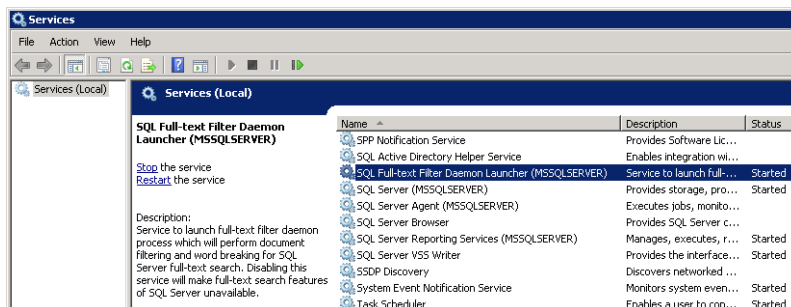 Services
File Action View Help
Services (Local)
Services (Local)
SQL Full-text Filter Daemon
Launcher (MSSQLSERVER)
Stop the service
Restart the service
Description:
Service to launch full-text filter daemon
process which will perform document
filtering and word breaking for SQL
Server full-text search. Disabling this
service will make full-text search features
of SQL Server unavailable.
Name Description Status
SPP Notification Service Provides Software Lic...
SQL Active Directory Helper Service Enables integration wi...
SQL Full-text Filter Daemon Launcher (MSSQLSERVER) Service to launch full-... Started
SQL Server (MSSQLSERVER) Provides storage, pro... Started
SQL Server Agent (MSSQLSERVER) Executes jobs, monito...
SQL Server Browser Provides SQL Server c...
SQL Server Reporting Services (MSSQLSERVER) Manages, executes, r... Started
SQL Server VSS Writer Provides the interface... Started
SSDP Discovery Discovers networked ...
System Event Notification Service Monitors system even... Started
Task Scheduler Enables a user to con... Started